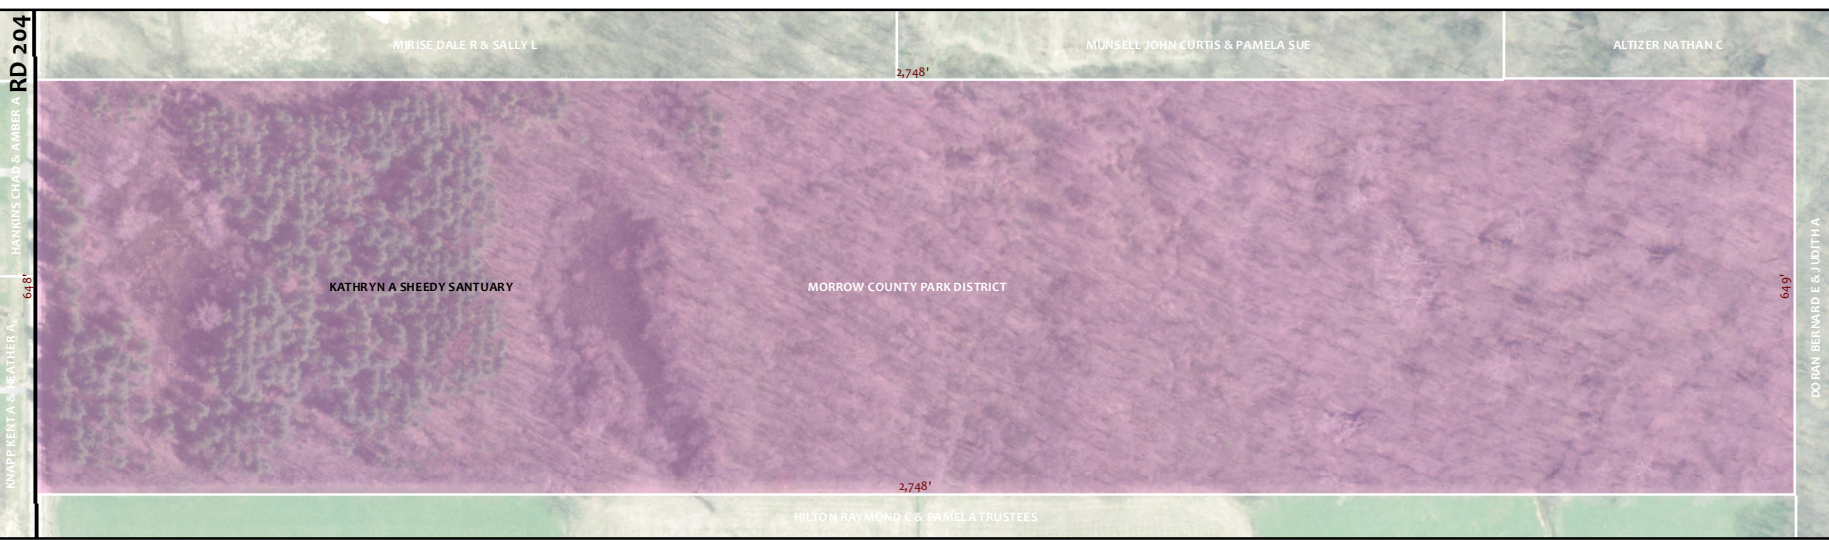 RD 204
MJRISE DALE R & SALLY L
MUNSELL JOHN CURTIS & PAMELA SUE
ALTIZER NATHAN C
2,748'
HANKINS CHAD & AMBER A
648'
KATHRYN A SHEEDY SANTUARY
MORROW COUNTY PARK DISTRICT
649'
DORAN BERNARD E & JUDITH A
KNAPP KENT A & HEATHER A
2,748'
HILTON RAYMOND C & PAMELA TRUSTEES